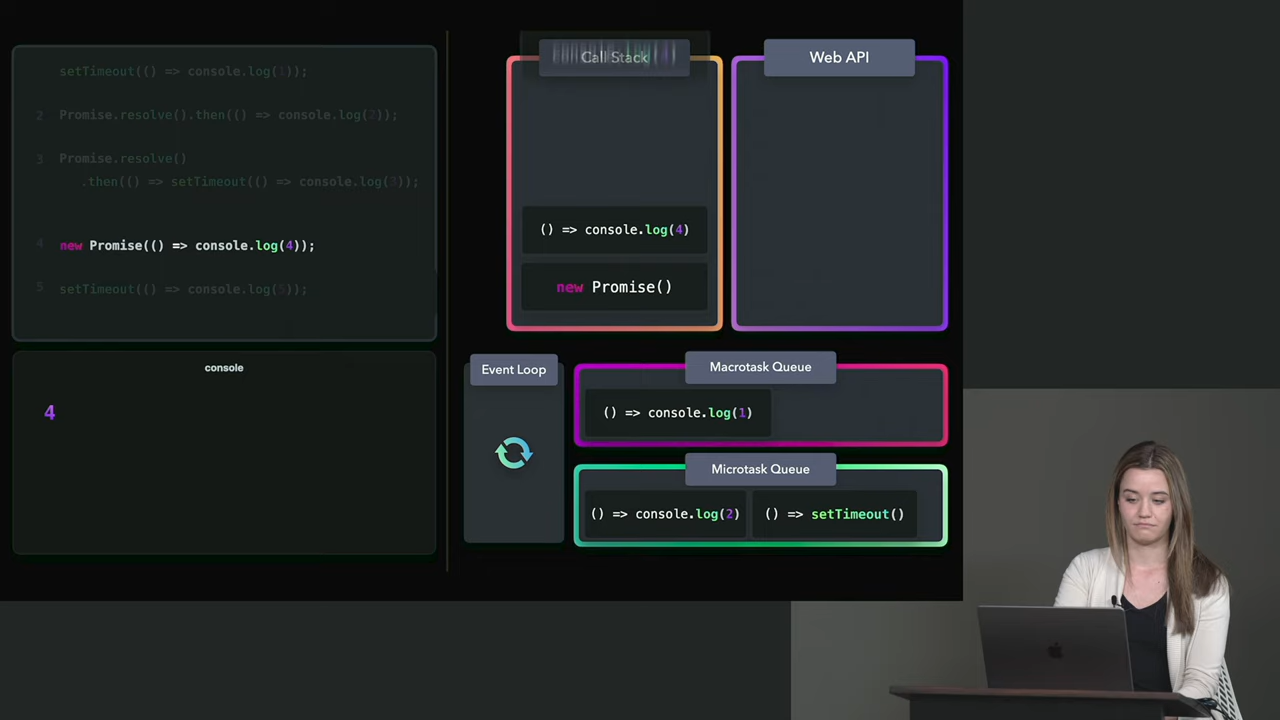 setTimeout(() => console.log(1));
2 Promise.resolve().then(() => console.log(2));
3 Promise.resolve()
.then(() => setTimeout(() => console.log(3));
4 new Promise(() => console.log(4));
5 setTimeout(() => console.log(5));
console
4
Call Stack
() => console.log(4)
new Promise()
Web API
Event Loop
Macrotask Queue
() => console.log(1)
Microtask Queue
() => console.log(2)
() => setTimeout()